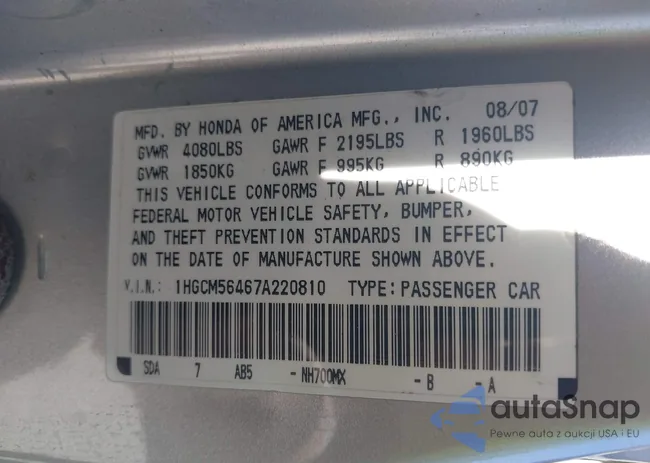 MFD. BY HONDA OF AMERICA MFG., INC. 08/07
GVWR 4080LBS GAWR F 2195LBS R 1960LBS
GVWR 1850KG GAWR F 995KG R 890KG
THIS VEHICLE CONFORMS TO ALL APPLICABLE
FEDERAL MOTOR VEHICLE SAFETY, BUMPER,
AND THEFT PREVENTION STANDARDS IN EFFECT
ON THE DATE OF MANUFACTURE SHOWN ABOVE.
V.I.N.: 1HGCM56467A220810 TYPE: PASSENGER CAR
SDA 7 AB5 -NH700MX -B -A
autaSnap
Pewne auta z aukcji USA i EU